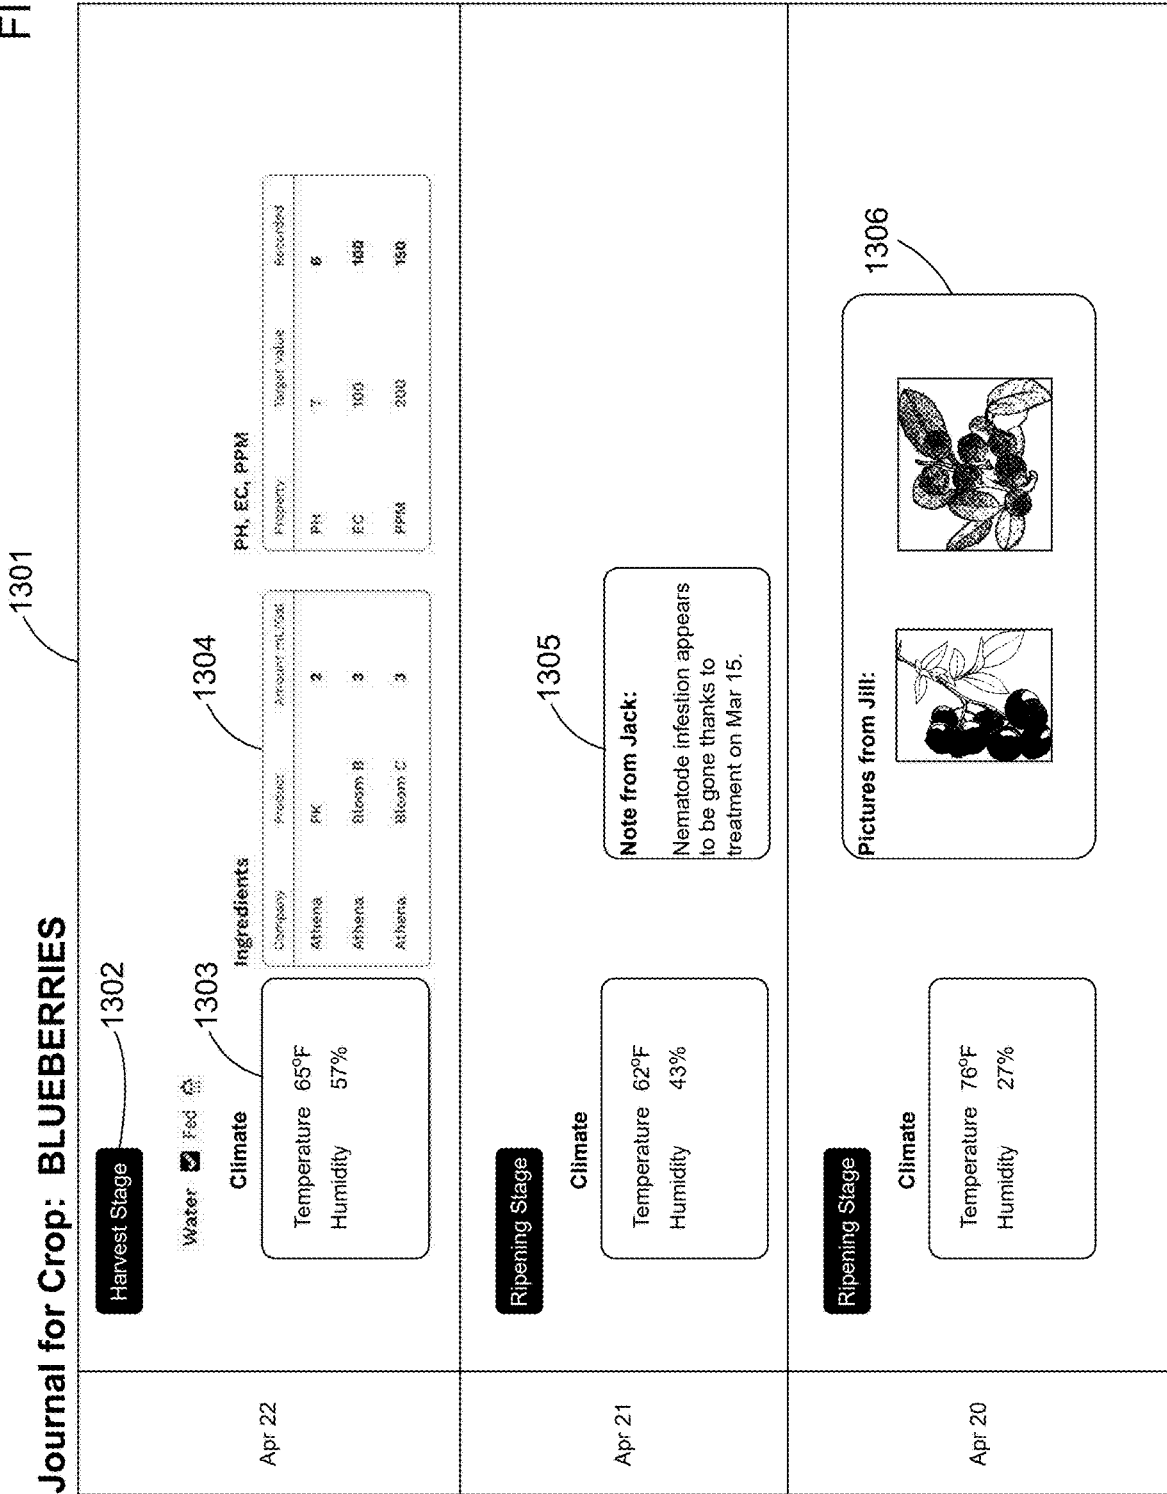 FI
Journal for Crop: BLUEBERRIES
1301
Apr 22
Harvest Stage
1302
Water Fed
1303
1304
Climate
Ingredients
PH, EC, PPM
Temperature 65°F
Humidity 57%
Company Product Amount
Athena PK 2
Athena Bloom B 3
Athena Bloom C 3
Property Target Value Recorded
PH 7 6
EC 100 100
PPM 200 150
Apr 21
Ripening Stage
1305
Climate
Temperature 62°F
Humidity 43%
Note from Jack:
Nematode infestion appears
to be gone thanks to
treatment on Mar 15.
Apr 20
Ripening Stage
1306
Climate
Temperature 76°F
Humidity 27%
Pictures from Jill: